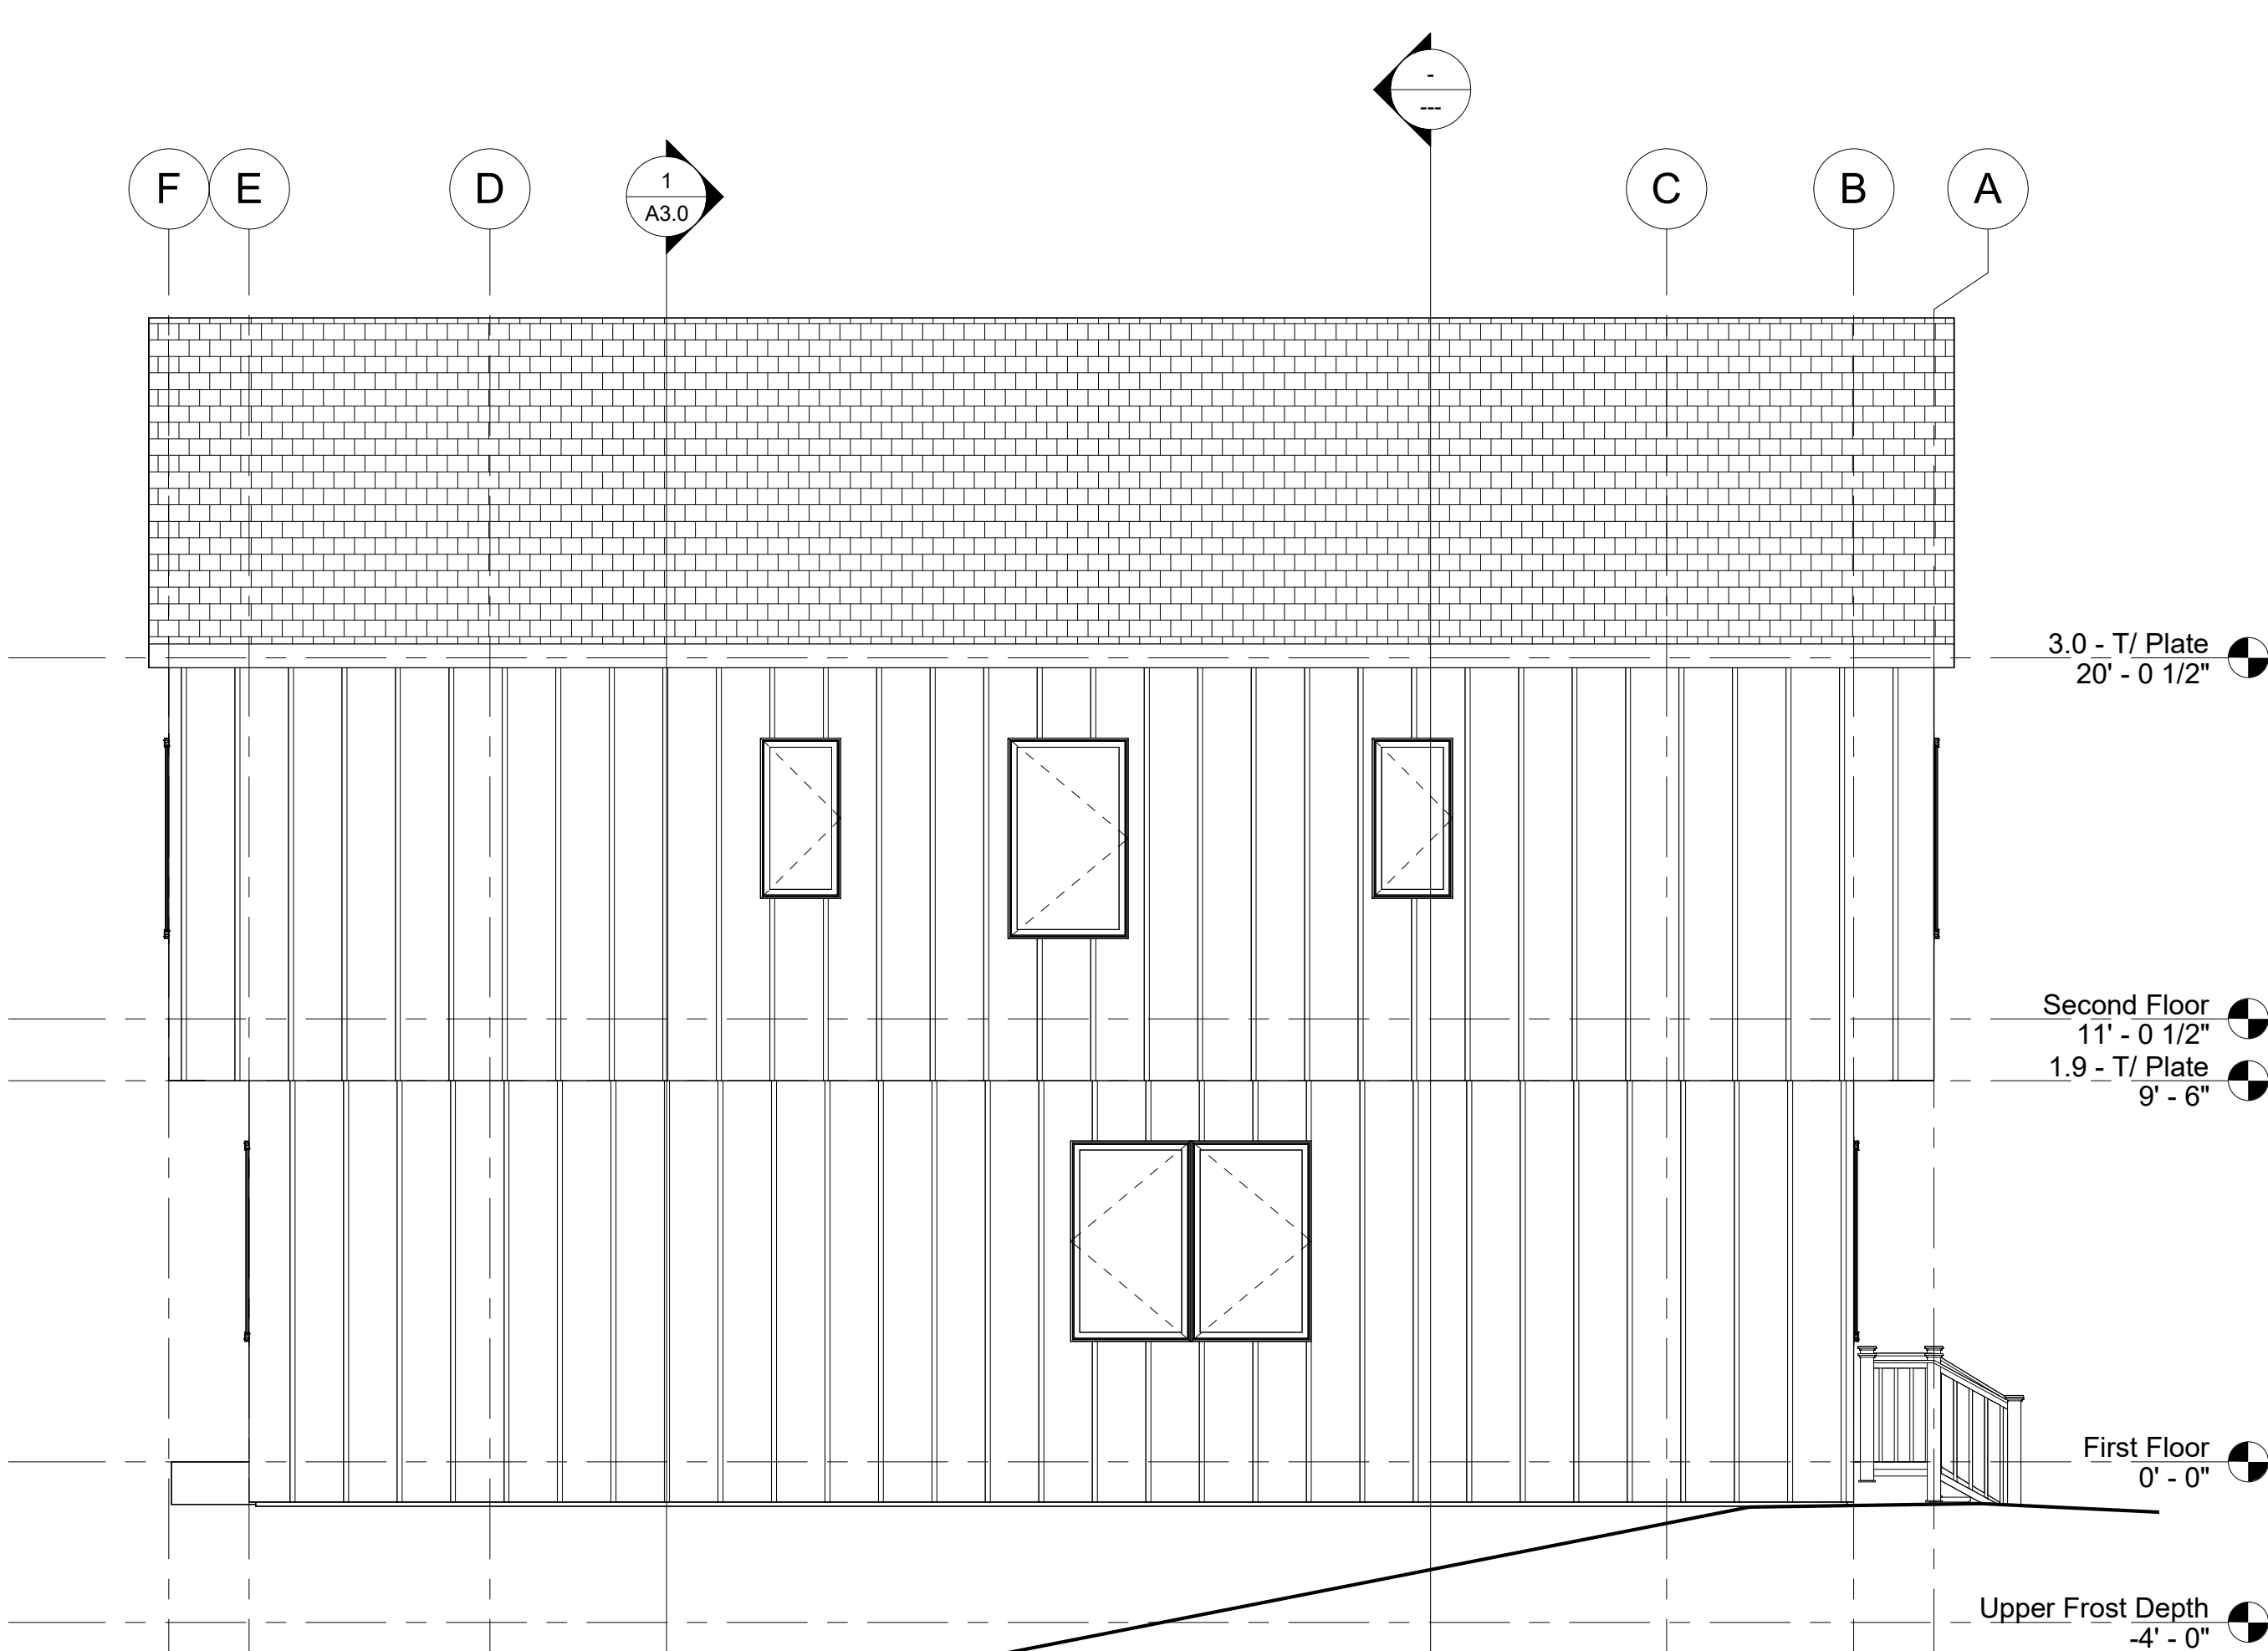 -
---
F
E
D
1
A3.0
C
B
A
3.0 - T/ Plate
20' - 0 1/2"
Second Floor
11' - 0 1/2"
1.9 - T/ Plate
9' - 6"
First Floor
0' - 0"
Upper Frost Depth
-4' - 0"